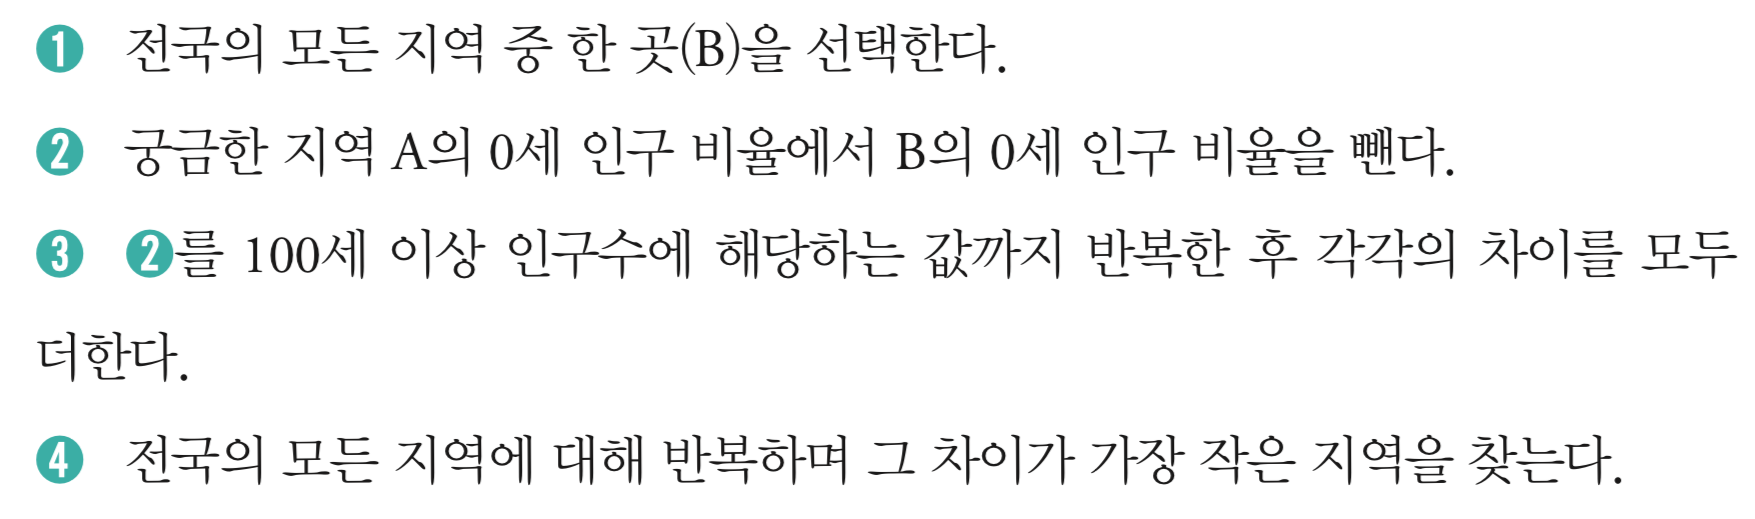 ❶ 전국의 모든 지역 중 한 곳(B)을 선택한다.
❷ 궁금한 지역 A의 0세 인구 비율에서 B의 0세 인구 비율을 뺀다.
❸ ❷를 100세 이상 인구수에 해당하는 값까지 반복한 후 각각의 차이를 모두
더한다.
❹ 전국의 모든 지역에 대해 반복하며 그 차이가 가장 작은 지역을 찾는다.